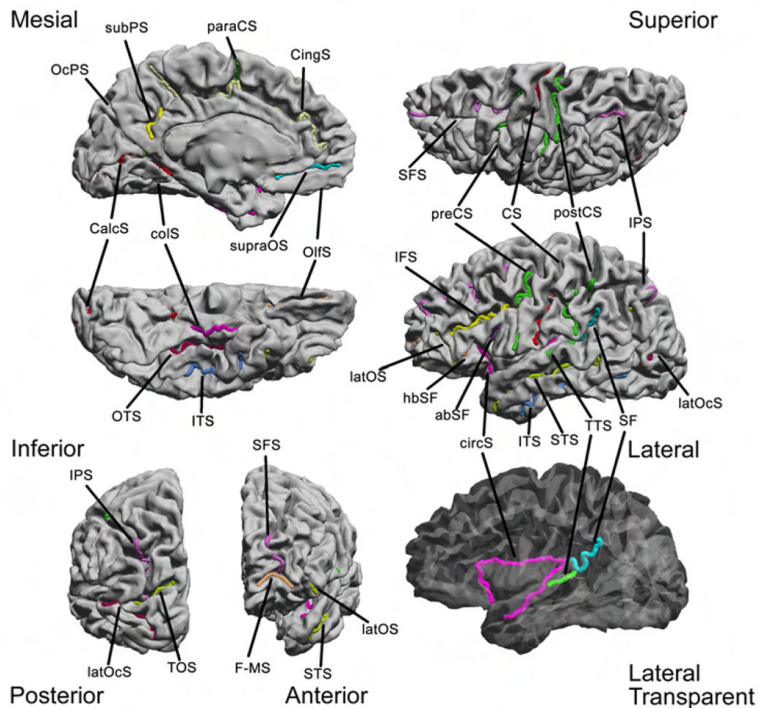 Mesial
subPS
paraCS
OcPS
CingS
CalcS
colS
supraOS
OlfS
OTS
ITS
Inferior
Superior
SFS
preCS
CS
postCS
IPS
IFS
latOS
hbSF
abSF
circS
ITS
STS
TTS
SF
latOcS
Lateral
IPS
latOcS
TOS
Posterior
SFS
F-MS
STS
latOS
Anterior
Lateral
Transparent